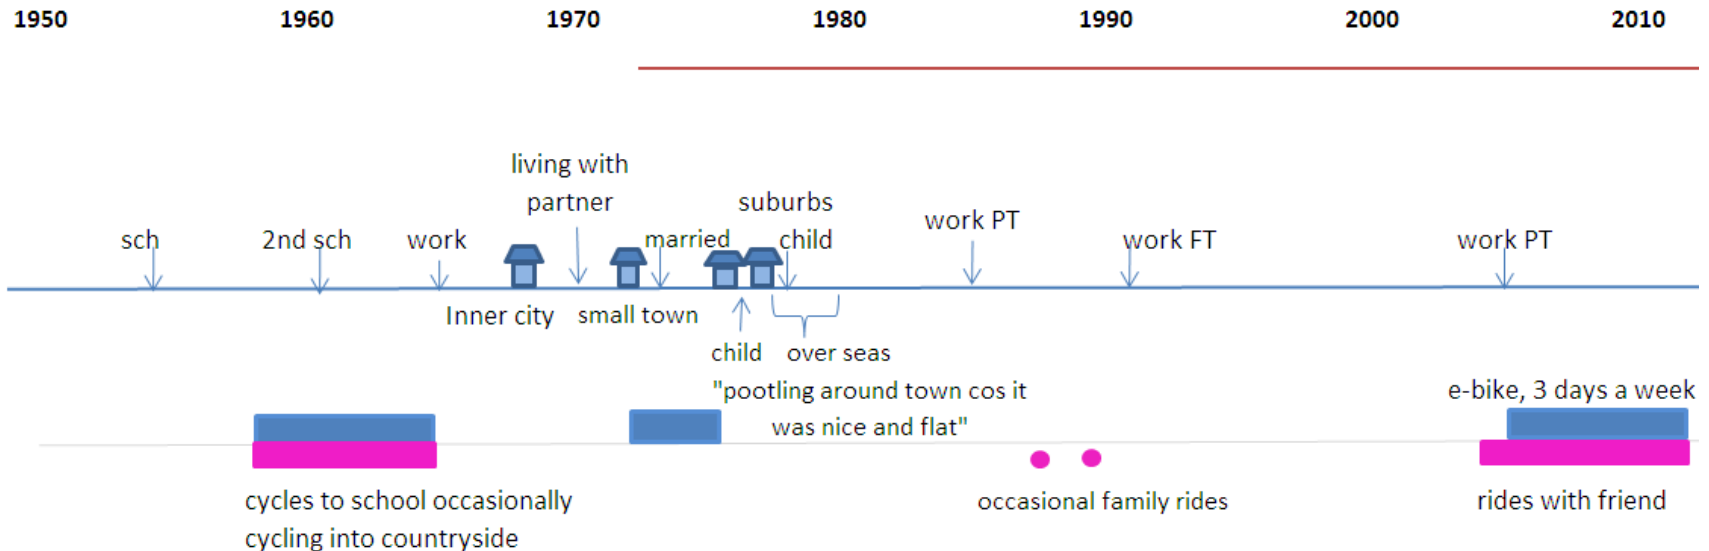 1950 1960 1970 1980 1990 2000 2010
living with
partner
suburbs
sch
2nd sch
work
married
child
work PT
work FT
work PT
Inner city
small town
child
over seas
"pootling around town cos it
was nice and flat"
e-bike, 3 days a week
cycles to school occasionally
cycling into countryside
occasional family rides
rides with friend